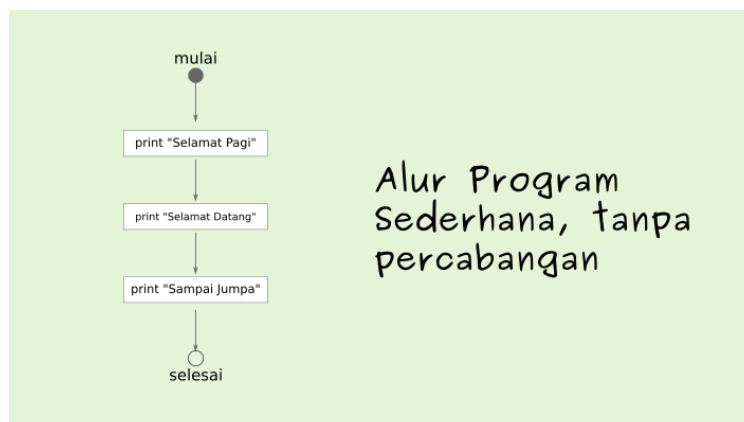 mulai
print "Selamat Pagi"
print "Selamat Datang"
print "Sampai Jumpa"
selesai
Alur Program
Sederhana, tanpa
percabangan